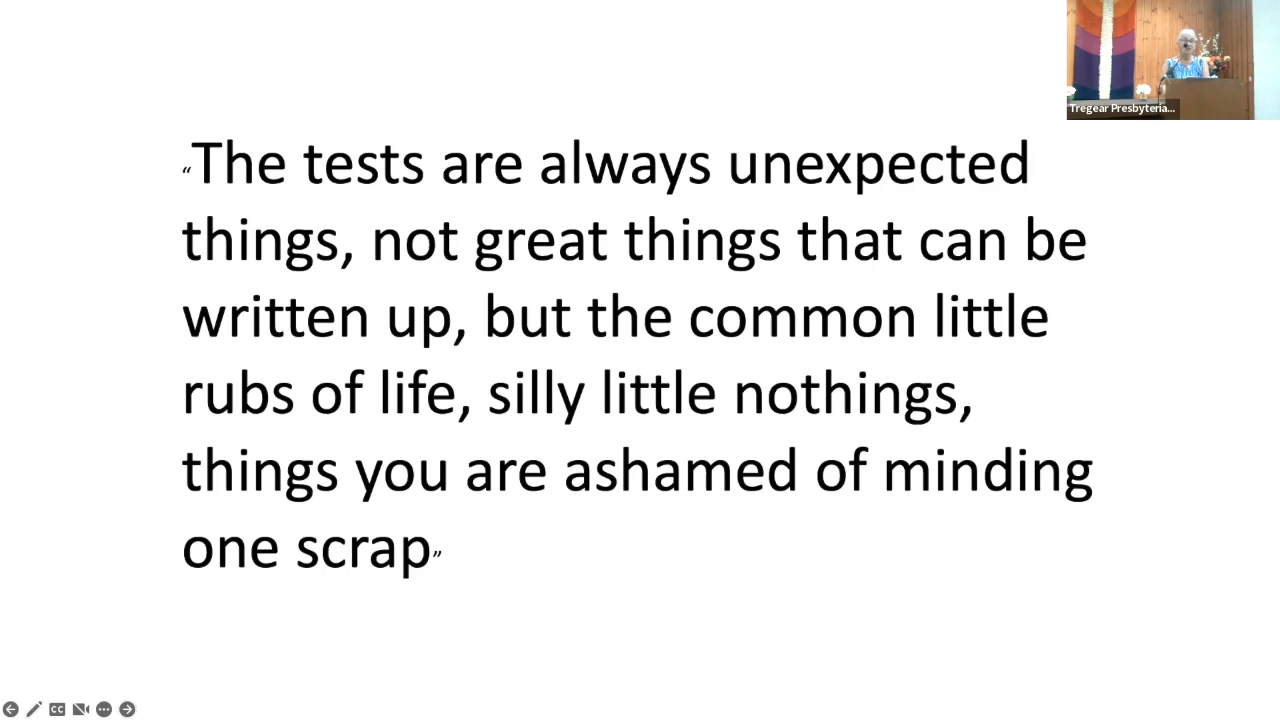 Tregear Presbyteria...
“The tests are always unexpected
things, not great things that can be
written up, but the common little
rubs of life, silly little nothings,
things you are ashamed of minding
one scrap”
CC